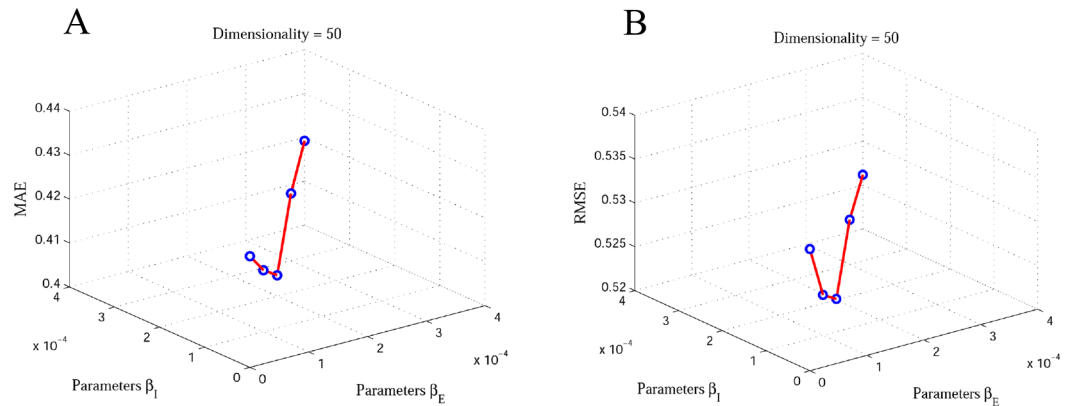 A
Dimensionality = 50
0.44
0.43
0.42
0.41
0.4
MAE
4
3
2
1
0
x 10⁻⁴
Parameters β_I
0
1
2
3
4
x 10⁻⁴
Parameters β_E
B
Dimensionality = 50
0.54
0.535
0.53
0.525
0.52
RMSE
4
3
2
1
0
x 10⁻⁴
Parameters β_I
0
1
2
3
4
x 10⁻⁴
Parameters β_E